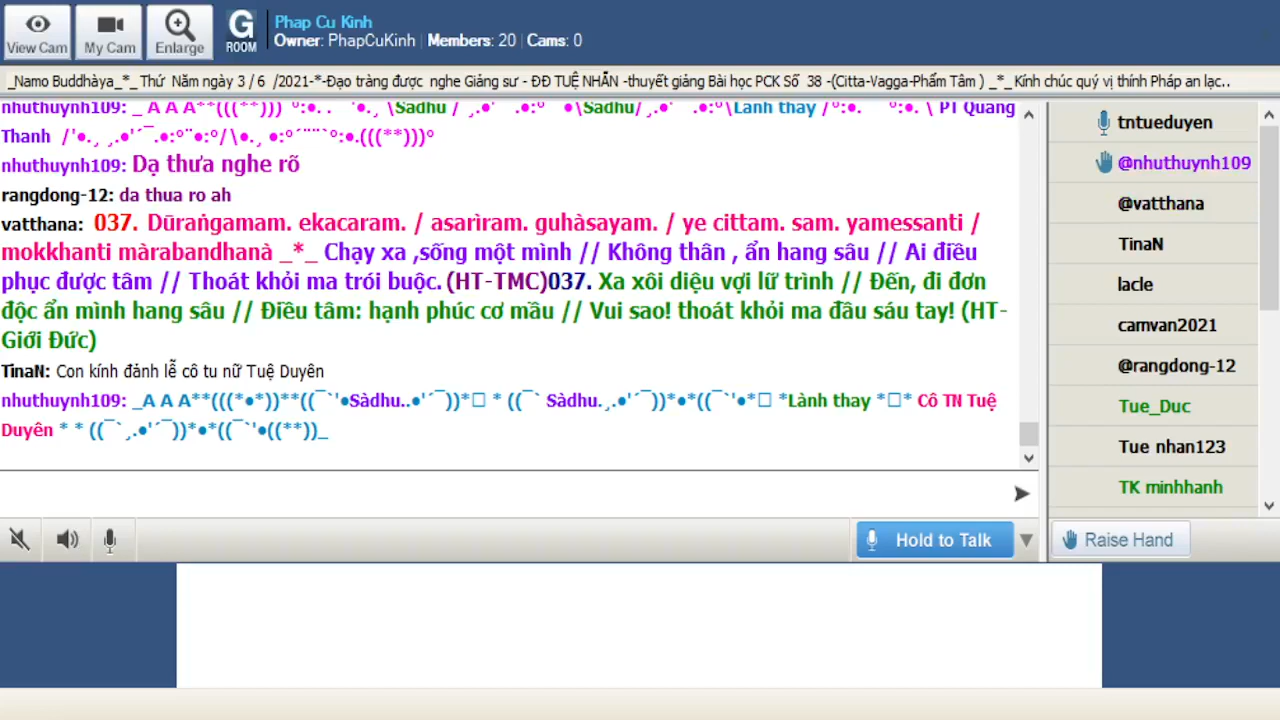 Phap Cu Kinh
Owner: PhapCuKinh | Members: 20 | Cams: 0
View Cam
My Cam
Enlarge
G ROOM
_Namo Buddhàya_*_Thứ Năm ngày 3 / 6 /2021-*-Đạo tràng được nghe Giảng sư - ĐĐ TUỆ NHẪN -thuyết giảng Bài học PCK Số 38 -(Citta-Vagga-Phẩm Tâm ) _*_Kính chúc quý vị thính Pháp an lạc..
nhuthuynh109: _ A A A**(((**))) º:●. . '●.¸ \Sadhu / ¸.●' .●:º ●\Sadhu/¸.●' .●:º\Lành thay /º:●. º:●. \ PT Quang
Thanh /'●.¸ ¸.●'´¯.●:º¨●:º/\●.¸ ●:º´¨¨`º:●.(((**)))º
nhuthuynh109: Dạ thưa nghe rõ
rangdong-12: da thua ro ah
vatthana: 037. Dūraṅgamam. ekacaram. / asarìram. guhàsayam. / ye cittam. sam. yamessanti /
mokkhanti màrabandhanà _*_ Chạy xa ,sống một mình // Không thân , ẩn hang sâu // Ai điều
phục được tâm // Thoát khỏi ma trói buộc.(HT-TMC)037. Xa xôi diệu vợi lữ trình // Đến, đi đơn
độc ẩn mình hang sâu // Điều tâm: hạnh phúc cơ mầu // Vui sao! thoát khỏi ma đầu sáu tay! (HT-
Giới Đức)
TinaN: Con kính đảnh lễ cô tu nữ Tuệ Duyên
nhuthuynh109: _A A A**(((*●*))**((¯`'●Sàdhu..●'´¯))*□ * ((¯` Sàdhu.¸.●'´¯))*●*((¯`'●*□ *Lành thay *□* Cô TN Tuệ
Duyên * * ((¯`¸.●'´¯))*●*((¯`'●((**))_
tntueduyen
@nhuthuynh109
@vatthana
TinaN
lacle
camvan2021
@rangdong-12
Tue_Duc
Tue nhan123
TK minhhanh
Hold to Talk
Raise Hand